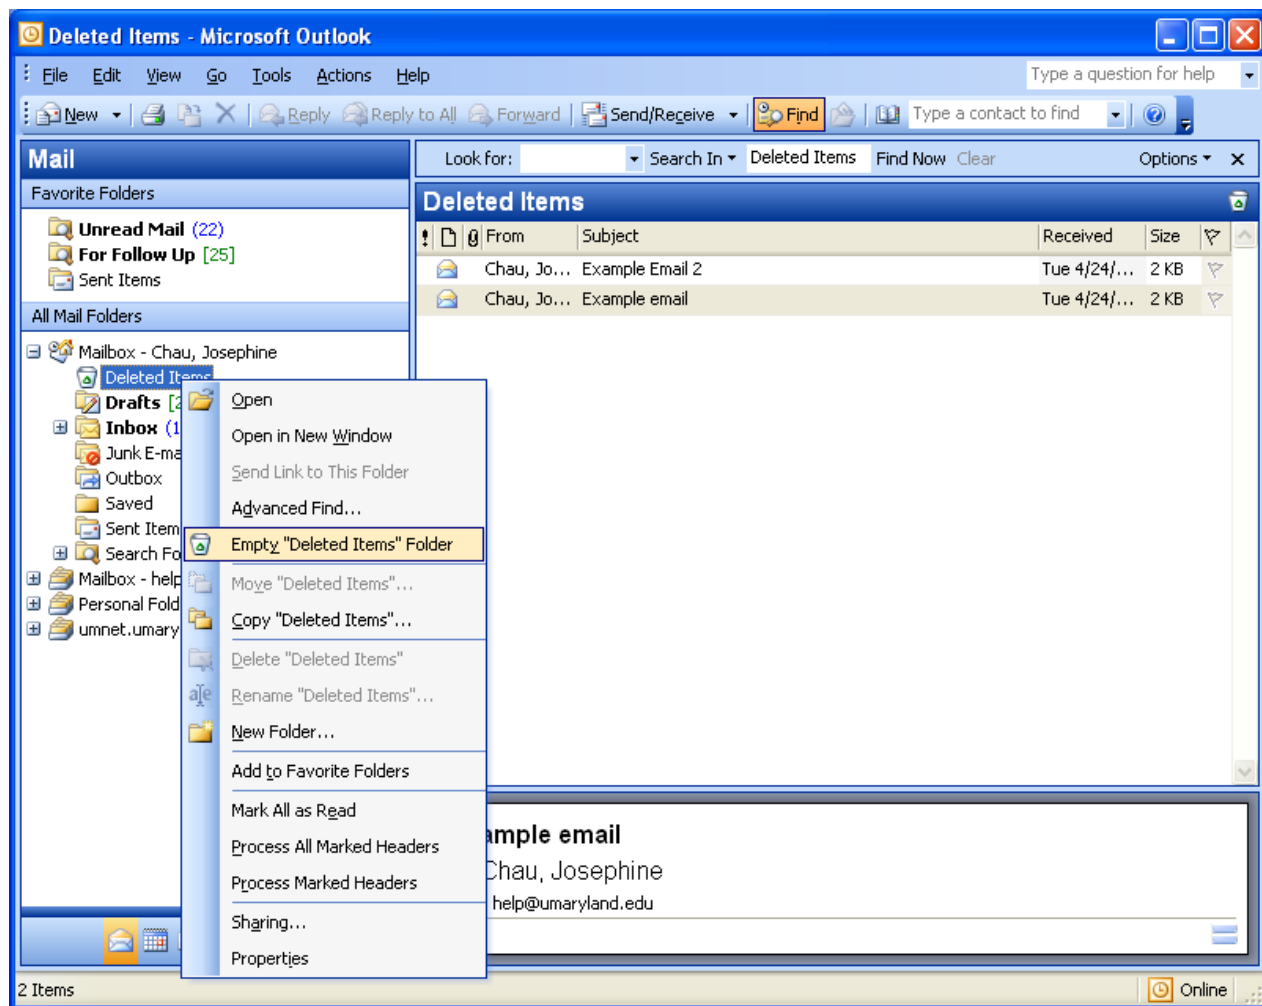 Deleted Items - Microsoft Outlook
File Edit View Go Tools Actions Help Type a question for help
New Reply Reply to All Forward Send/Receive Find Type a contact to find
Mail
Look for: Search In Deleted Items Find Now Clear Options
Favorite Folders
Unread Mail (22)
For Follow Up [25]
Sent Items
All Mail Folders
Mailbox - Chau, Josephine
Deleted Items
Drafts [2
Inbox (1
Junk E-ma
Outbox
Saved
Sent Item
Search Fo
Mailbox - help
Personal Fold
umnet.umary
Deleted Items
From Subject Received Size
Chau, Jo... Example Email 2 Tue 4/24/... 2 KB
Chau, Jo... Example email Tue 4/24/... 2 KB
Open
Open in New Window
Send Link to This Folder
Advanced Find...
Empty "Deleted Items" Folder
Move "Deleted Items"...
Copy "Deleted Items"...
Delete "Deleted Items"
Rename "Deleted Items"...
New Folder...
Add to Favorite Folders
Mark All as Read
Process All Marked Headers
Process Marked Headers
Sharing...
Properties
ample email
Chau, Josephine
help@umaryland.edu
2 Items
Online